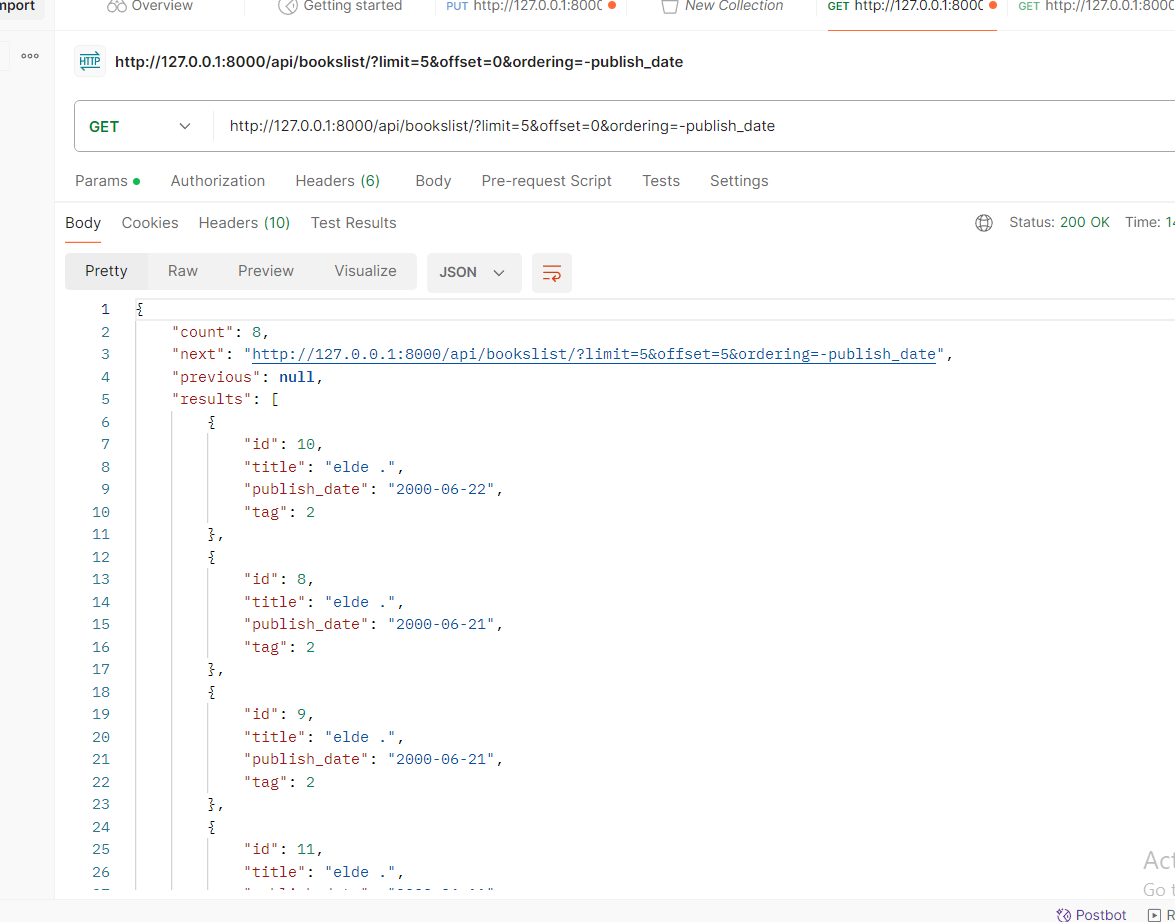 mport Overview Getting started PUT http://127.0.0.1:800 New Collection GET http://127.0.0.1:800 GET http://127.0.0.1:800
HTTP http://127.0.0.1:8000/api/bookslist/?limit=5&offset=0&ordering=-publish_date
GET http://127.0.0.1:8000/api/bookslist/?limit=5&offset=0&ordering=-publish_date
Params Authorization Headers (6) Body Pre-request Script Tests Settings
Body Cookies Headers (10) Test Results Status: 200 OK Time: 14
Pretty Raw Preview Visualize JSON
1 {
2 "count": 8,
3 "next": "http://127.0.0.1:8000/api/bookslist/?limit=5&offset=5&ordering=-publish_date",
4 "previous": null,
5 "results": [
6 {
7 "id": 10,
8 "title": "elde .",
9 "publish_date": "2000-06-22",
10 "tag": 2
11 },
12 {
13 "id": 8,
14 "title": "elde .",
15 "publish_date": "2000-06-21",
16 "tag": 2
17 },
18 {
19 "id": 9,
20 "title": "elde .",
21 "publish_date": "2000-06-21",
22 "tag": 2
23 },
24 {
25 "id": 11,
26 "title": "elde .",
Act
Go t
Postbot R